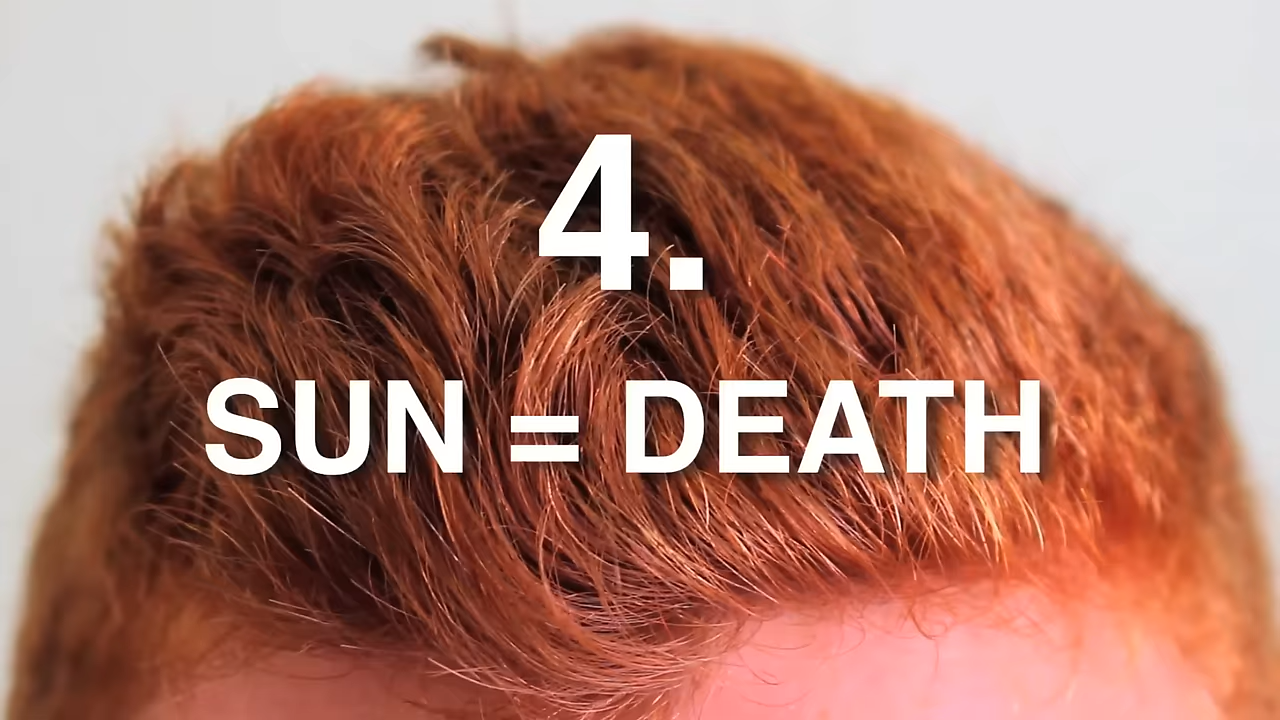 4.
SUN = DEATH